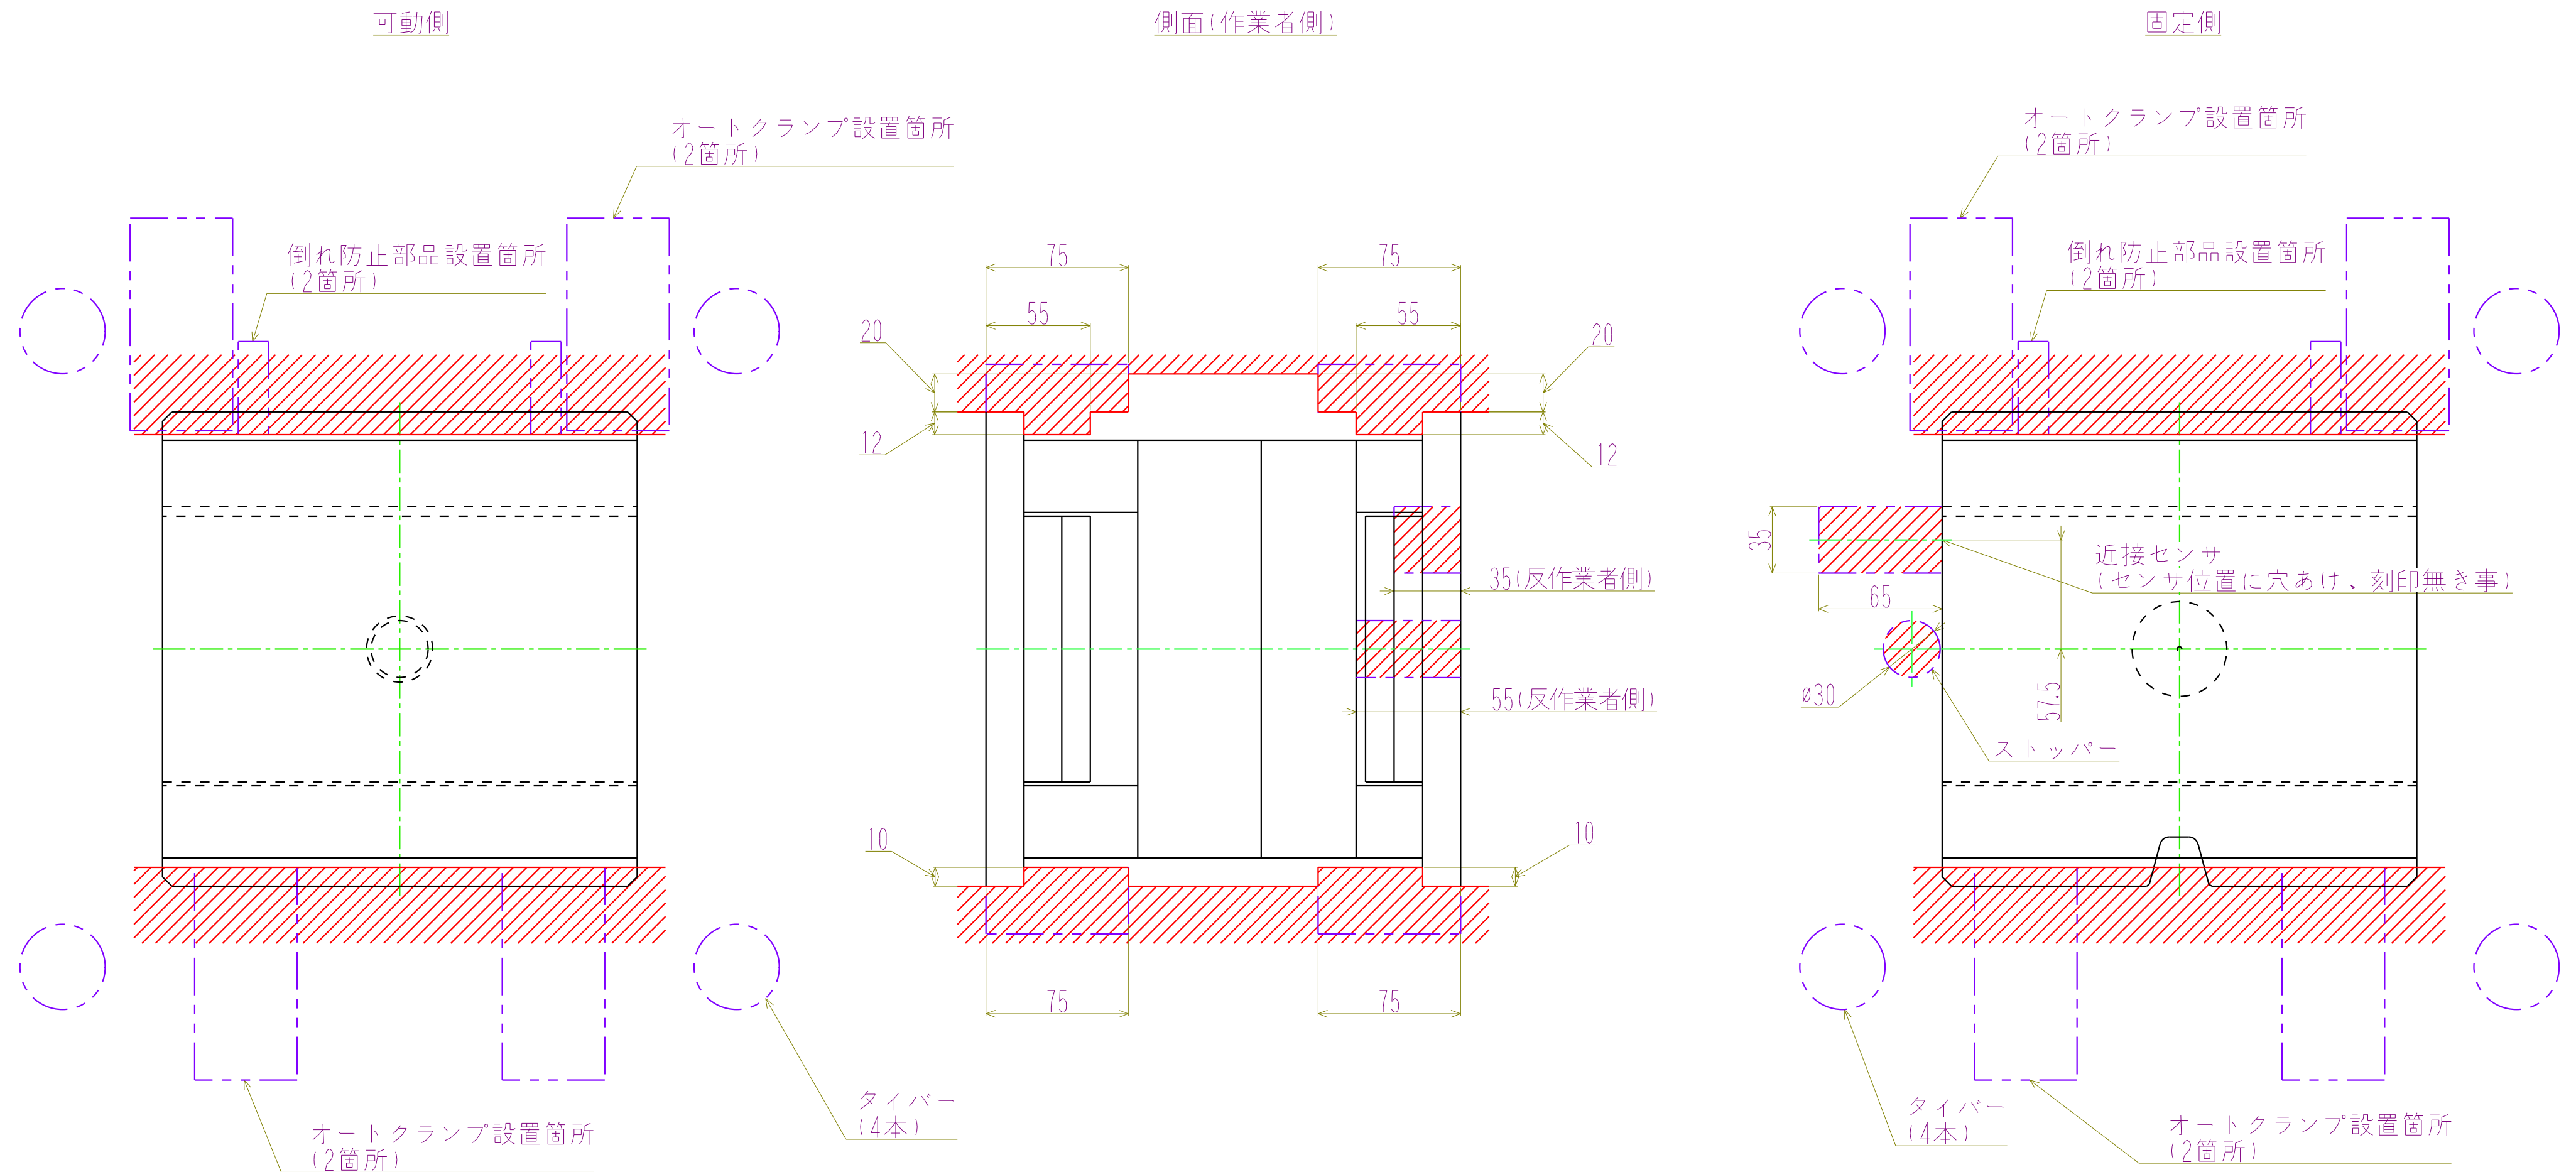 可動側
側面(作業者側)
固定側
オートクランプ設置箇所
(2箇所)
倒れ防止部品設置箇所
(2箇所)
オートクランプ設置箇所
(2箇所)
タイバー
(4本)
75
75
55
55
20
20
12
12
35(反作業者側)
55(反作業者側)
10
10
75
75
オートクランプ設置箇所
(2箇所)
倒れ防止部品設置箇所
(2箇所)
35
65
近接センサ
(センサ位置に穴あけ、刻印無き事)
ø30
57.5
ストッパー
タイバー
(4本)
オートクランプ設置箇所
(2箇所)